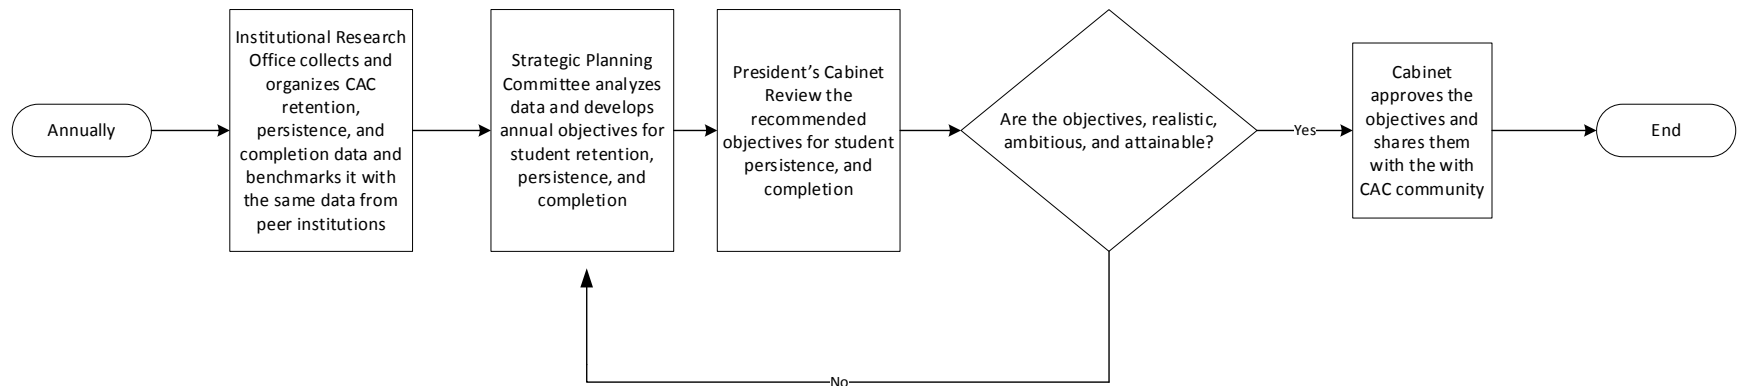 Annually
Institutional Research
Office collects and
organizes CAC
retention,
persistence, and
completion data and
benchmarks it with
the same data from
peer institutions
Strategic Planning
Committee analyzes
data and develops
annual objectives for
student retention,
persistence, and
completion
President’s Cabinet
Review the
recommended
objectives for student
persistence, and
completion
Are the objectives, realistic,
ambitious, and attainable?
Yes
Cabinet
approves the
objectives and
shares them
with the with
CAC community
End
No